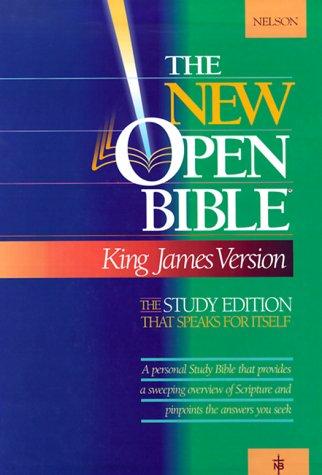 NELSON
THE
NEW
OPEN
BIBLE
King James Version
THE STUDY EDITION
THAT SPEAKS FOR ITSELF
A personal Study Bible that provides
a sweeping overview of Scripture and
pinpoints the answers you seek
NB